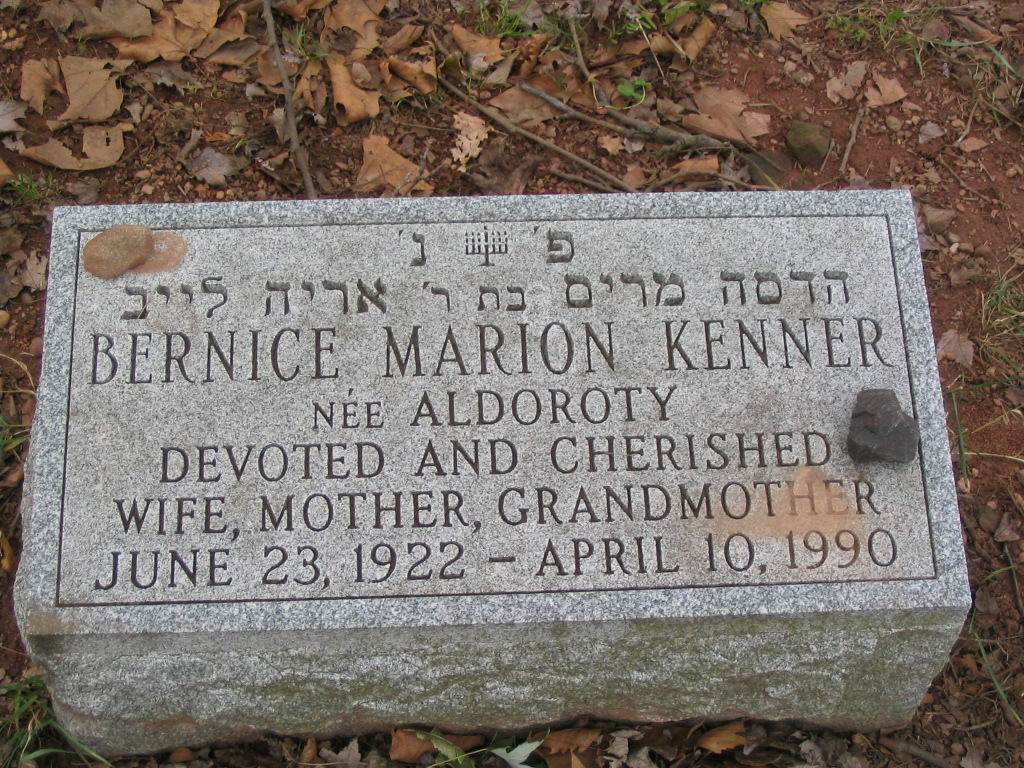 פ' נ'
הדסה מרים בת ר' אריה לייב
BERNICE MARION KENNER
NÉE ALDOROTY
DEVOTED AND CHERISHED
WIFE, MOTHER, GRANDMOTHER
JUNE 23, 1922 – APRIL 10, 1990